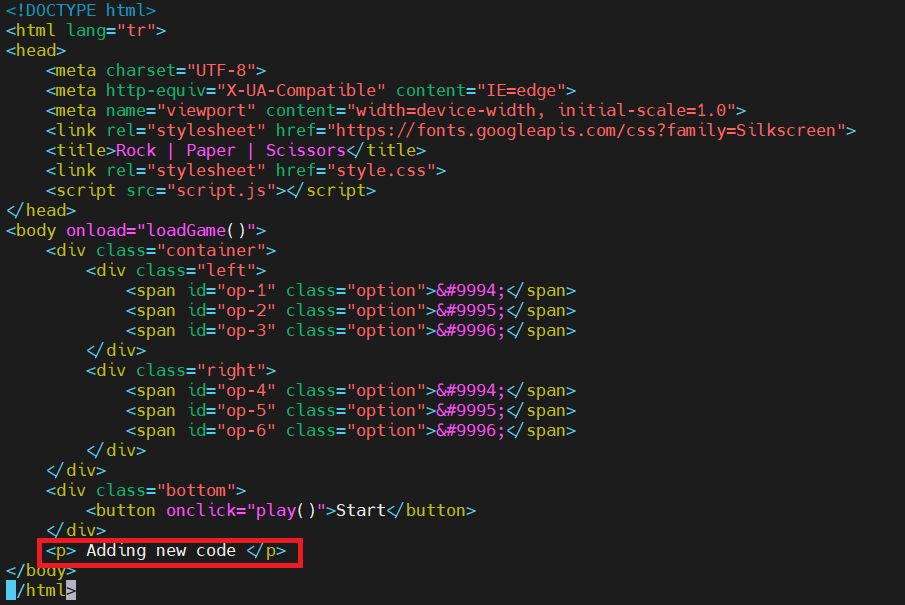 <!DOCTYPE html>
<html lang="tr">
<head>
    <meta charset="UTF-8">
    <meta http-equiv="X-UA-Compatible" content="IE=edge">
    <meta name="viewport" content="width=device-width, initial-scale=1.0">
    <link rel="stylesheet" href="https://fonts.googleapis.com/css?family=Silkscreen">
    <title>Rock | Paper | Scissors</title>
    <link rel="stylesheet" href="style.css">
    <script src="script.js"></script>
</head>
<body onload="loadGame()">
    <div class="container">
        <div class="left">
            <span id="op-1" class="option">&#9994;</span>
            <span id="op-2" class="option">&#9995;</span>
            <span id="op-3" class="option">&#9996;</span>
        </div>
        <div class="right">
            <span id="op-4" class="option">&#9994;</span>
            <span id="op-5" class="option">&#9995;</span>
            <span id="op-6" class="option">&#9996;</span>
        </div>
    </div>
    <div class="bottom">
        <button onclick="play()">Start</button>
    </div>
    <p> Adding new code </p>
</body>
</html>